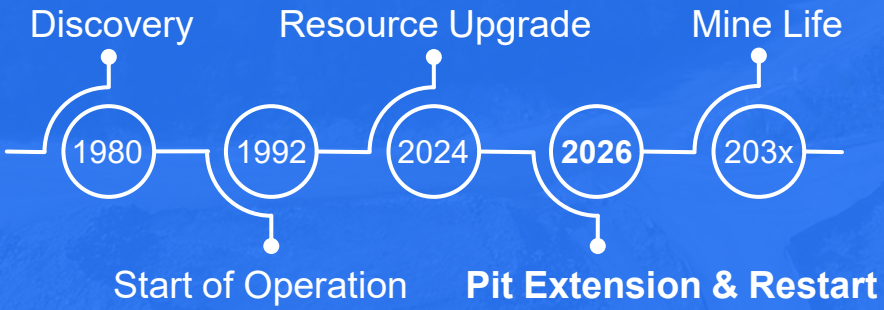 Discovery Resource Upgrade Mine Life
1980 1992 2024 2026 203x
Start of Operation Pit Extension & Restart